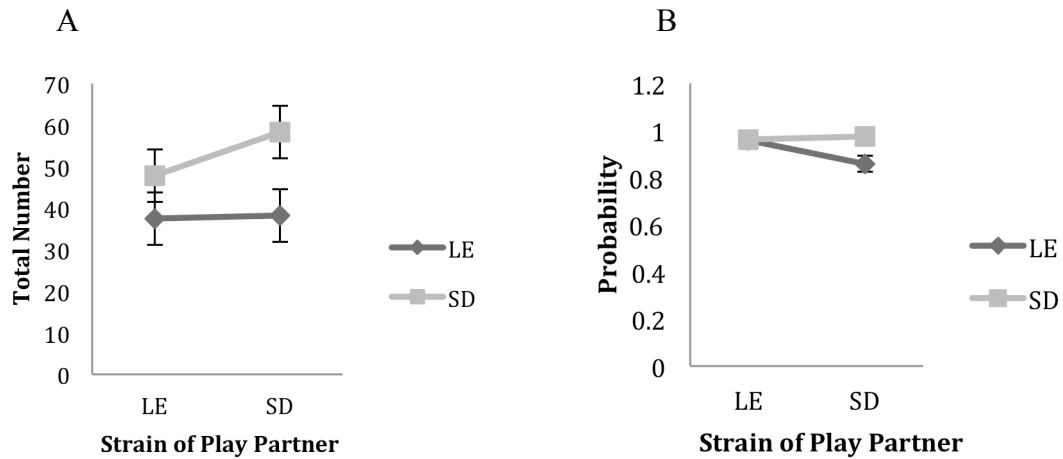 A
70
60
50
40
30
20
10
0
Total Number
LE
SD
Strain of Play Partner
LE
SD
B
1.2
1
0.8
0.6
0.4
0.2
0
Probability
LE
SD
Strain of Play Partner
LE
SD